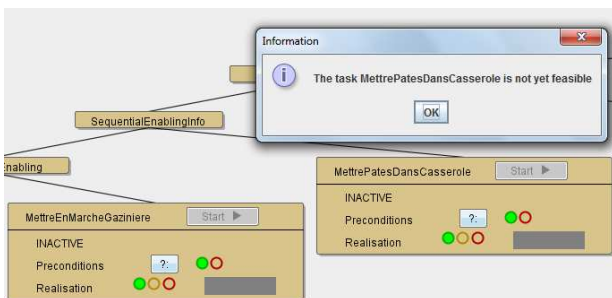 Information
The task MettrePatesDansCasserole is not yet feasible
OK
SequentialEnablingInfo
nabling
MettrePatesDansCasserole
Start
INACTIVE
Preconditions
?:
Realisation
MettreEnMarcheGaziniere
Start
INACTIVE
Preconditions
?:
Realisation